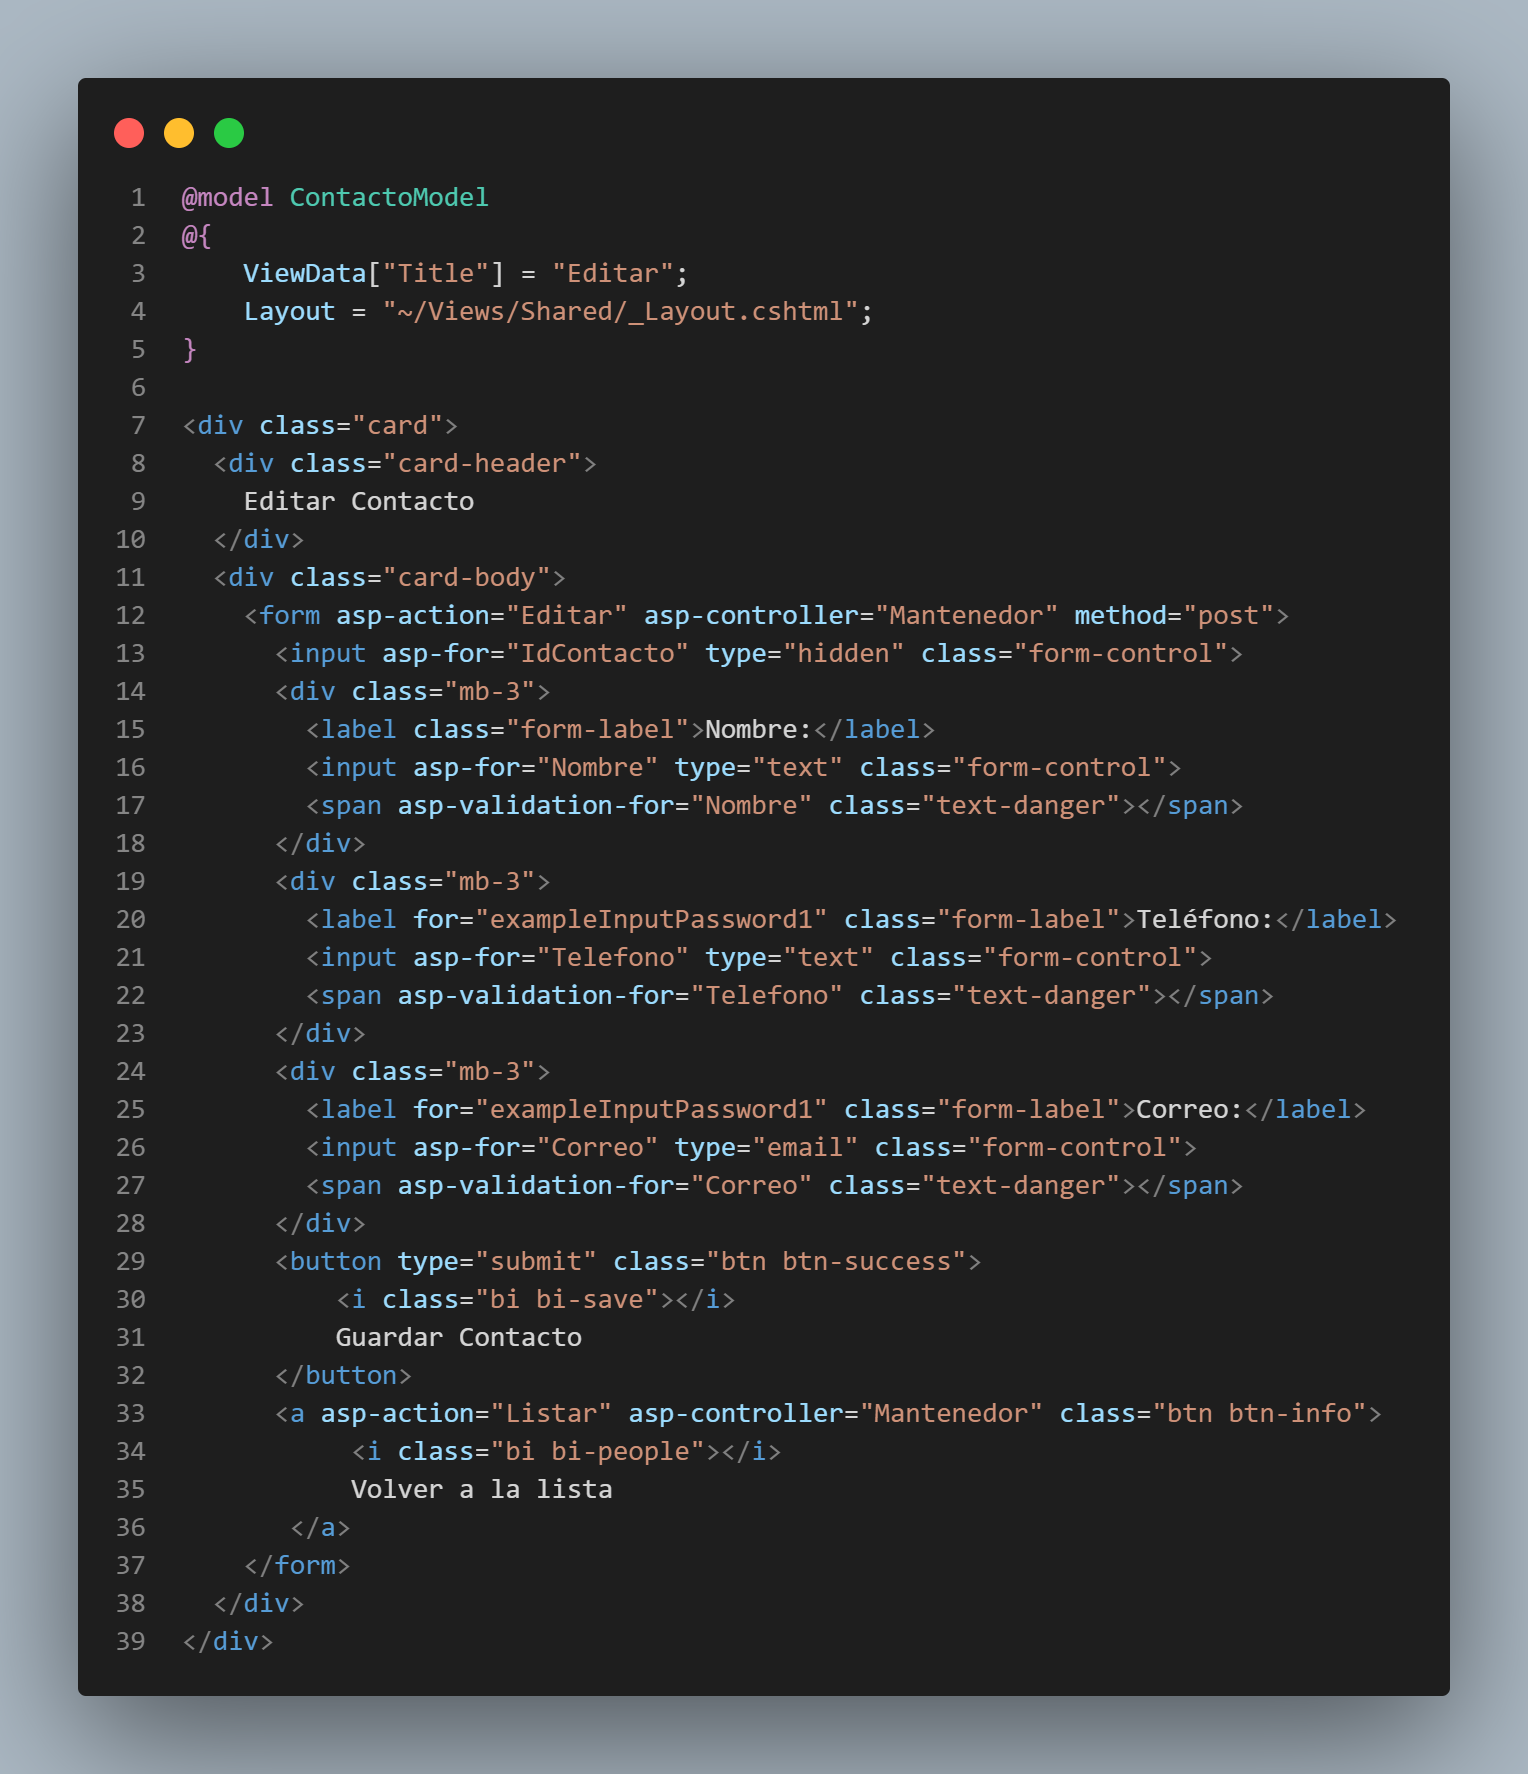 1 @model ContactoModel
2 @{
3     ViewData["Title"] = "Editar";
4     Layout = "~/Views/Shared/_Layout.cshtml";
5 }
6
7 <div class="card">
8   <div class="card-header">
9     Editar Contacto
10   </div>
11   <div class="card-body">
12     <form asp-action="Editar" asp-controller="Mantenedor" method="post">
13       <input asp-for="IdContacto" type="hidden" class="form-control">
14       <div class="mb-3">
15         <label class="form-label">Nombre:</label>
16         <input asp-for="Nombre" type="text" class="form-control">
17         <span asp-validation-for="Nombre" class="text-danger"></span>
18       </div>
19       <div class="mb-3">
20         <label for="exampleInputPassword1" class="form-label">Teléfono:</label>
21         <input asp-for="Telefono" type="text" class="form-control">
22         <span asp-validation-for="Telefono" class="text-danger"></span>
23       </div>
24       <div class="mb-3">
25         <label for="exampleInputPassword1" class="form-label">Correo:</label>
26         <input asp-for="Correo" type="email" class="form-control">
27         <span asp-validation-for="Correo" class="text-danger"></span>
28       </div>
29       <button type="submit" class="btn btn-success">
30           <i class="bi bi-save"></i>
31           Guardar Contacto
32       </button>
33       <a asp-action="Listar" asp-controller="Mantenedor" class="btn btn-info">
34            <i class="bi bi-people"></i>
35            Volver a la lista
36        </a>
37     </form>
38   </div>
39 </div>